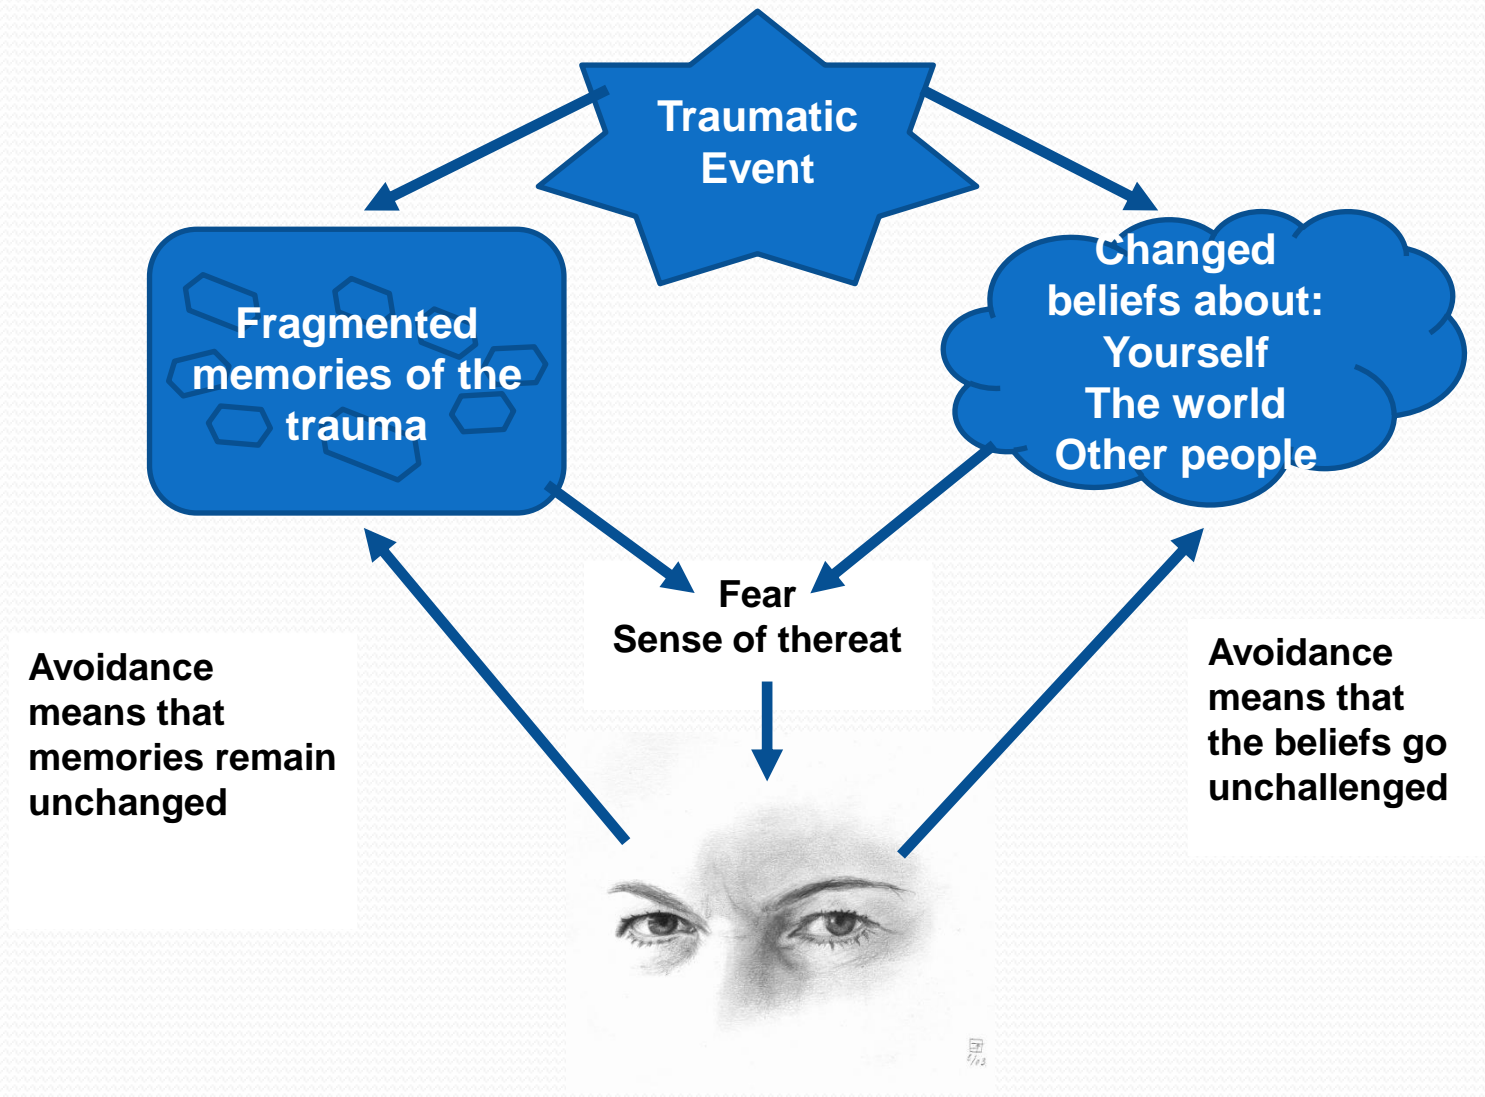 Traumatic
Event
Fragmented
memories of the
trauma
Changed
beliefs about:
Yourself
The world
Other people
Fear
Sense of thereat
Avoidance
means that
memories remain
unchanged
Avoidance
means that
the beliefs go
unchallenged